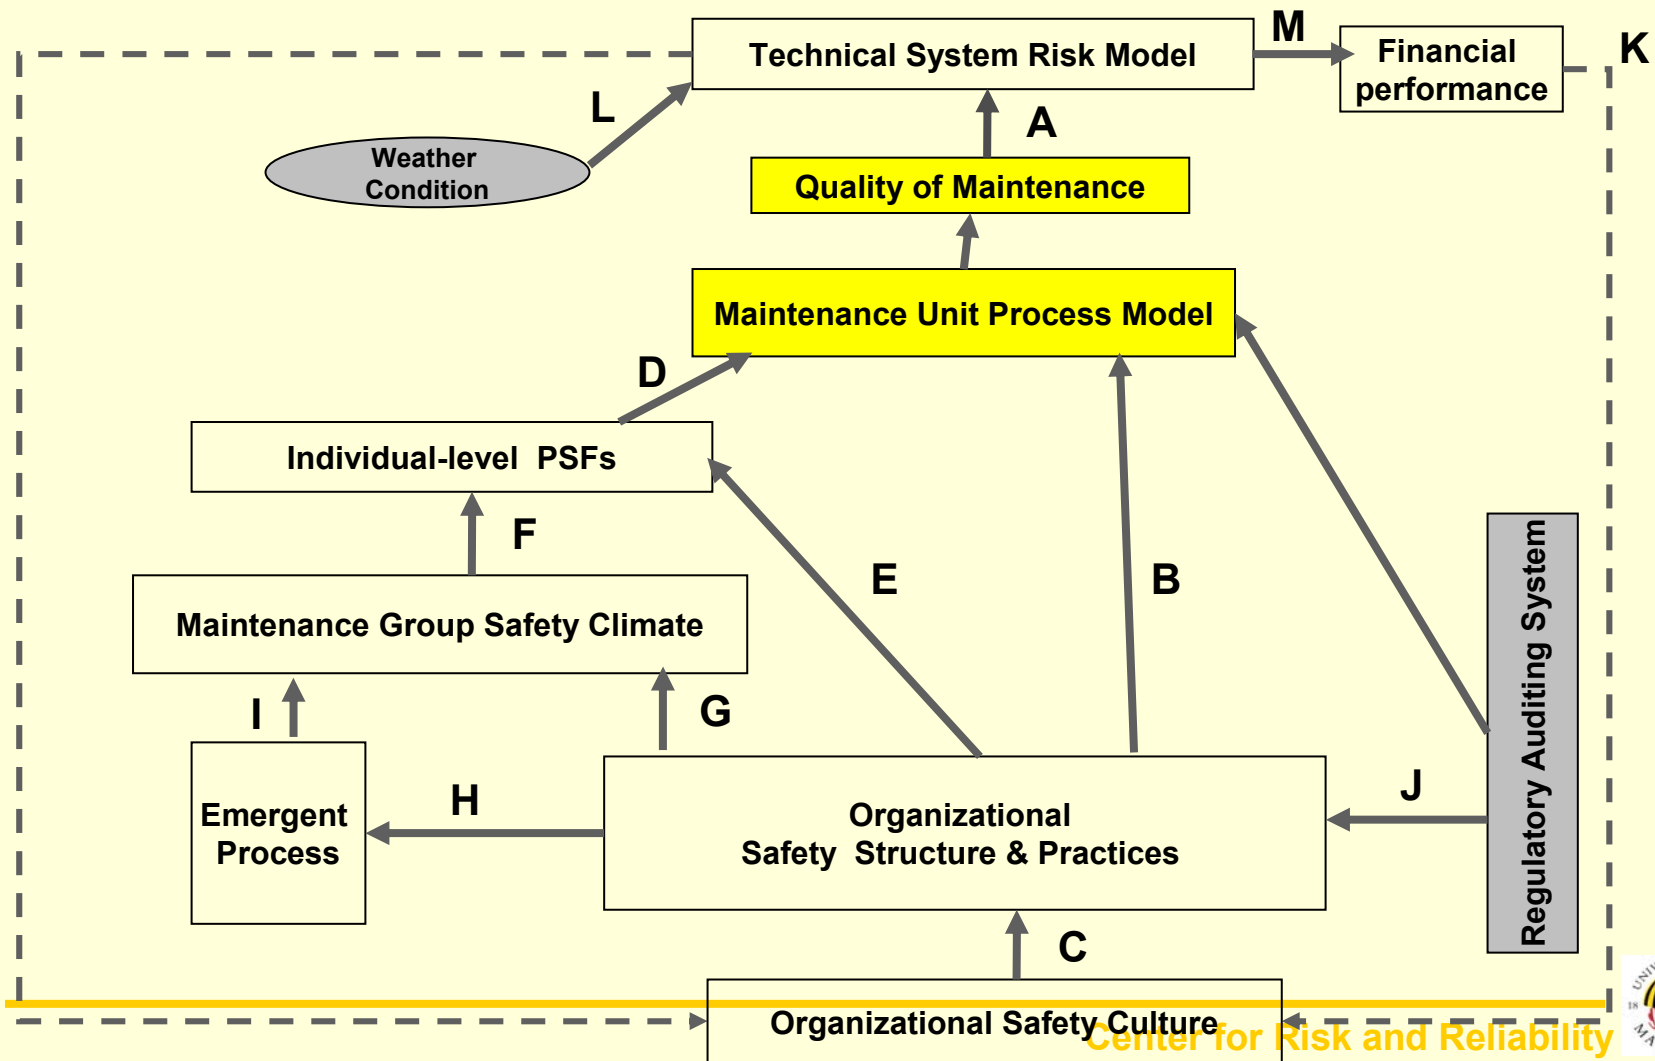 M
K
Technical System Risk Model
Financial
performance
L
A
Weather
Condition
Quality of Maintenance
Maintenance Unit Process Model
D
Individual-level PSFs
F
E
B
Regulatory Auditing System
Maintenance Group Safety Climate
I
G
Emergent
Process
H
Organizational
Safety Structure & Practices
J
C
Organizational Safety Culture
Center for Risk and Reliability
18